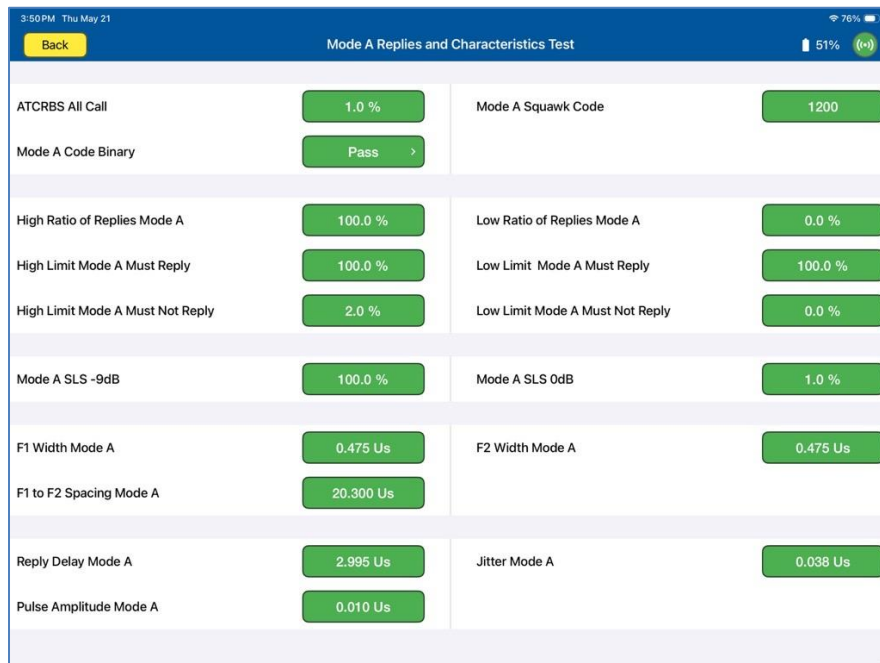 3:50 PM Thu May 21
76%
Back
Mode A Replies and Characteristics Test
51%
ATCRBS All Call
1.0 %
Mode A Squawk Code
1200
Mode A Code Binary
Pass >
High Ratio of Replies Mode A
100.0 %
Low Ratio of Replies Mode A
0.0 %
High Limit Mode A Must Reply
100.0 %
Low Limit Mode A Must Reply
100.0 %
High Limit Mode A Must Not Reply
2.0 %
Low Limit Mode A Must Not Reply
0.0 %
Mode A SLS -9dB
100.0 %
Mode A SLS 0dB
1.0 %
F1 Width Mode A
0.475 Us
F2 Width Mode A
0.475 Us
F1 to F2 Spacing Mode A
20.300 Us
Reply Delay Mode A
2.995 Us
Jitter Mode A
0.038 Us
Pulse Amplitude Mode A
0.010 Us